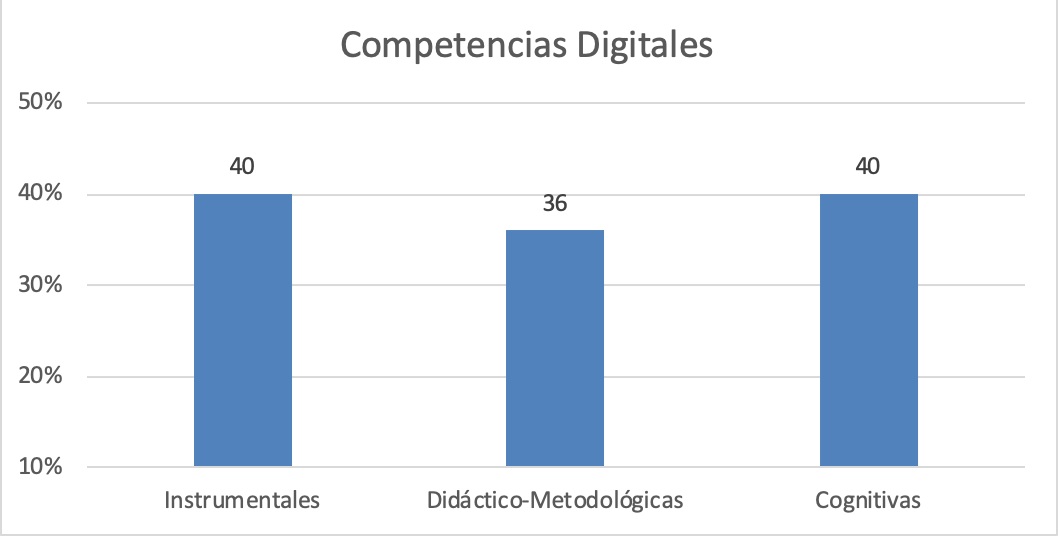 Competencias Digitales
50%
40%
30%
20%
10%
40
36
40
Instrumentales
Didáctico-Metodológicas
Cognitivas